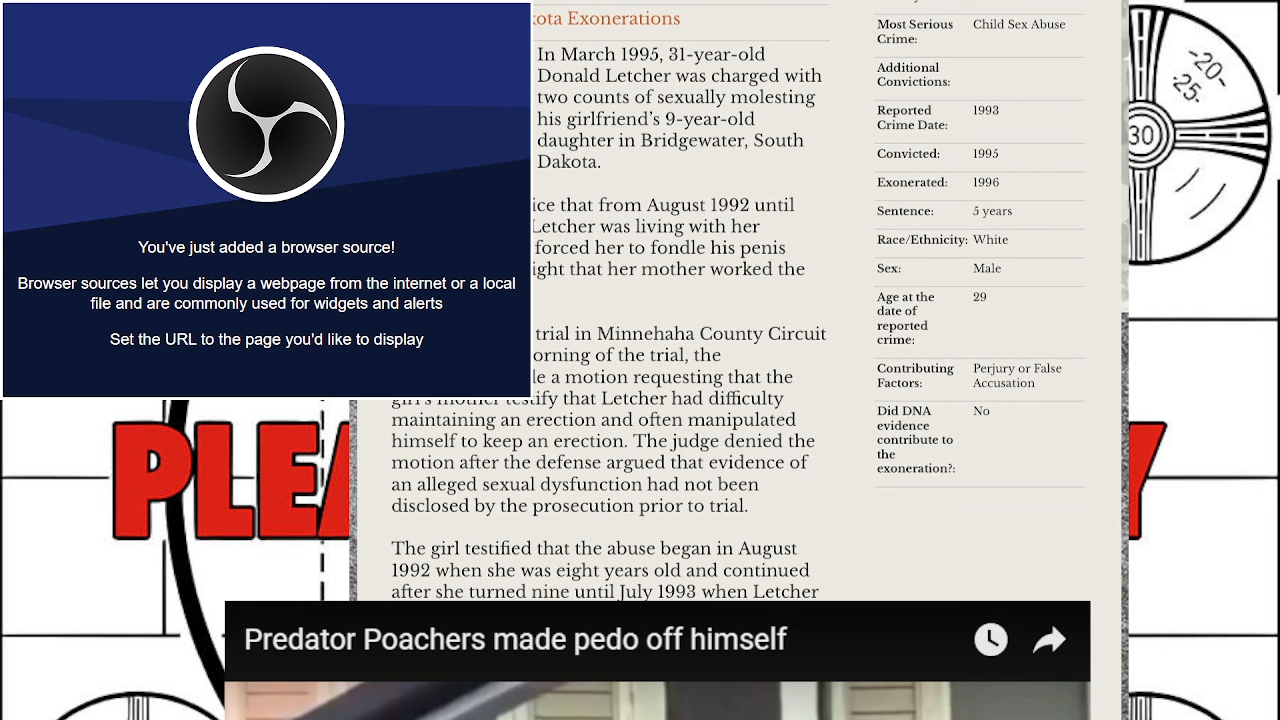 You've just added a browser source!
Browser sources let you display a webpage from the internet or a local
file and are commonly used for widgets and alerts
Set the URL to the page you'd like to display
Exonerations
In March 1995, 31-year-old
Donald Letcher was charged with
two counts of sexually molesting
his girlfriend's 9-year-old
daughter in Bridgewater, South
Dakota.
that from August 1992 until
Letcher was living with her
forced her to fondle his penis
that her mother worked the
trial in Minnehaha County Circuit
of the trial, the
a motion requesting that the
girl's mother testify that Letcher had difficulty
maintaining an erection and often manipulated
himself to keep an erection. The judge denied the
motion after the defense argued that evidence of
an alleged sexual dysfunction had not been
disclosed by the prosecution prior to trial.
The girl testified that the abuse began in August
1992 when she was eight years old and continued
after she turned nine until July 1993 when Letcher
Most Serious Crime: Child Sex Abuse
Additional Convictions:
Reported Crime Date: 1993
Convicted: 1995
Exonerated: 1996
Sentence: 5 years
Race/Ethnicity: White
Sex: Male
Age at the date of reported crime: 29
Contributing Factors: Perjury or False Accusation
Did DNA evidence contribute to the exoneration?: No
-20-
-25-
30
PLEA
Y
Predator Poachers made pedo off himself